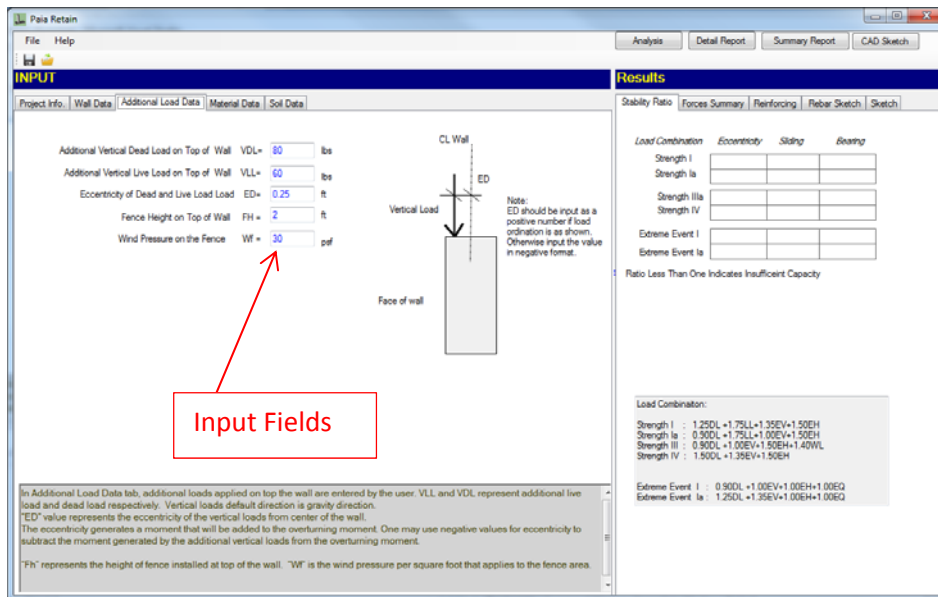 Paia Retain
File Help
Analysis Detail Report Summary Report CAD Sketch
INPUT
Results
Project Info. Wall Data Additional Load Data Material Data Soil Data
Stability Ratio Forces Summary Reinforcing Rebar Sketch Sketch
Additional Vertical Dead Load on Top of Wall VDL= 80 lbs
Additional Vertical Live Load on Top of Wall VLL= 60 lbs
Eccentricity of Dead and Live Load Load ED= 0.25 ft
Fence Height on Top of Wall FH = 2 ft
Wind Pressure on the Fence Wf = 30 psf
CL Wall
ED
Vertical Load
Note:
ED should be input as a
positive number if load
ordination is as shown.
Otherwise input the value
in negative format.
Face of wall
Input Fields
Load Combination Eccentricity Sliding Bearing
Strength I
Strength Ia
Strength IIIa
Strength IV
Extreme Event I
Extreme Event Ia
Ratio Less Than One Indicates Insufficeint Capacity
Load Combinaiton:
Strength I : 1.25DL +1.75LL+1.35EV+1.50EH
Strength Ia : 0.90DL +1.75LL+1.00EV+1.50EH
Strength III : 0.90DL +1.00EV+1.50EH+1.40WL
Strength IV : 1.50DL +1.35EV+1.50EH
Extreme Event I : 0.90DL +1.00EV+1.00EH+1.00EQ
Extreme Event Ia : 1.25DL +1.35EV+1.00EH+1.00EQ
In Additional Load Data tab, additional loads applied on top the wall are entered by the user. VLL and VDL represent additional live
load and dead load respectively. Vertical loads default direction is gravity direction.
"ED" value represents the eccentricity of the vertical loads from center of the wall.
The eccentricity generates a moment that will be added to the overturning moment. One may use negative values for eccentricity to
subtract the moment generated by the additional vertical loads from the overturning moment.
"Fh" represents the height of fence installed at top of the wall. "Wf" is the wind pressure per square foot that applies to the fence area.